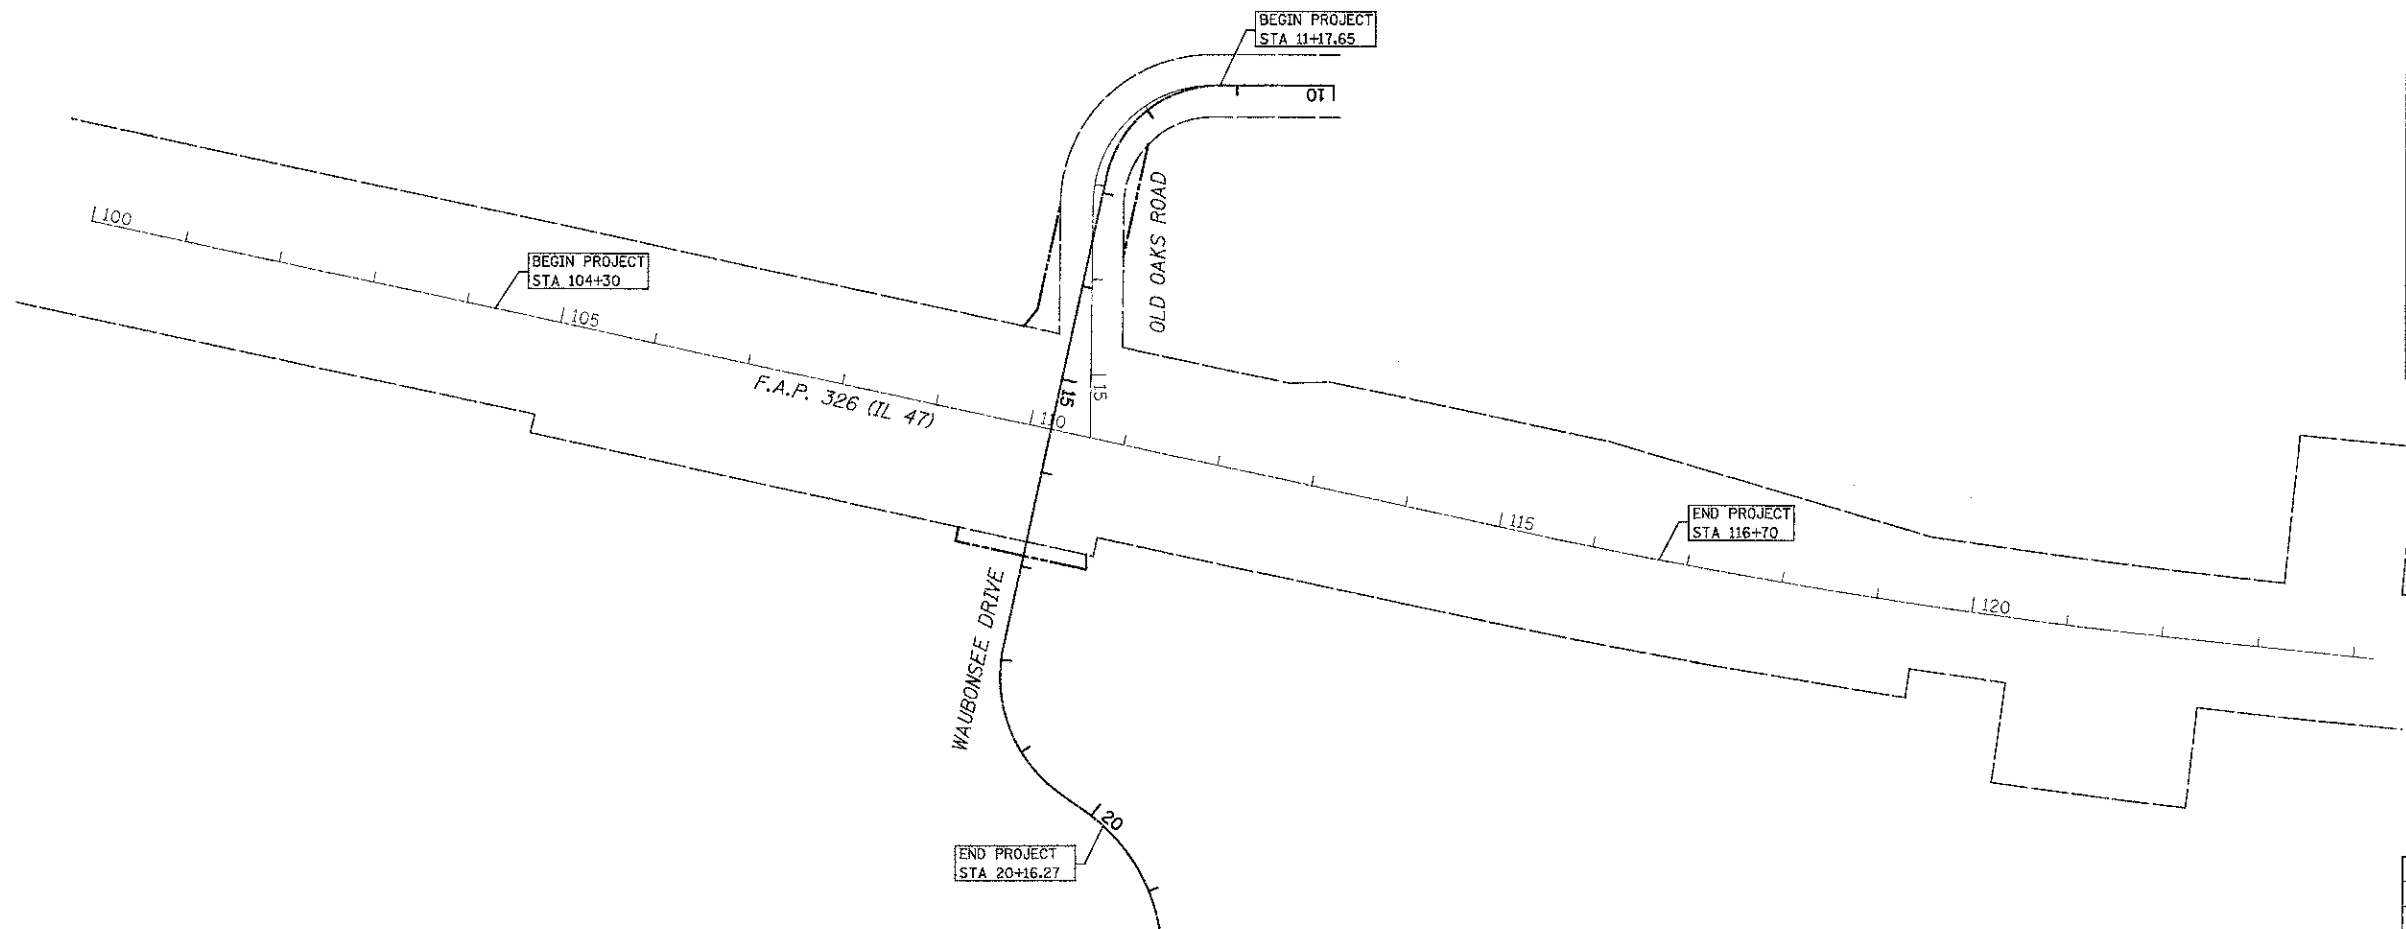 BEGIN PROJECT
STA 11+17.65
10
100
BEGIN PROJECT
STA 104+30
105
OLD OAKS ROAD
F.A.P. 326 (IL 47)
15
15
110
115
END PROJECT
STA 116+70
120
WAUBONSEE DRIVE
20
END PROJECT
STA 20+16.27